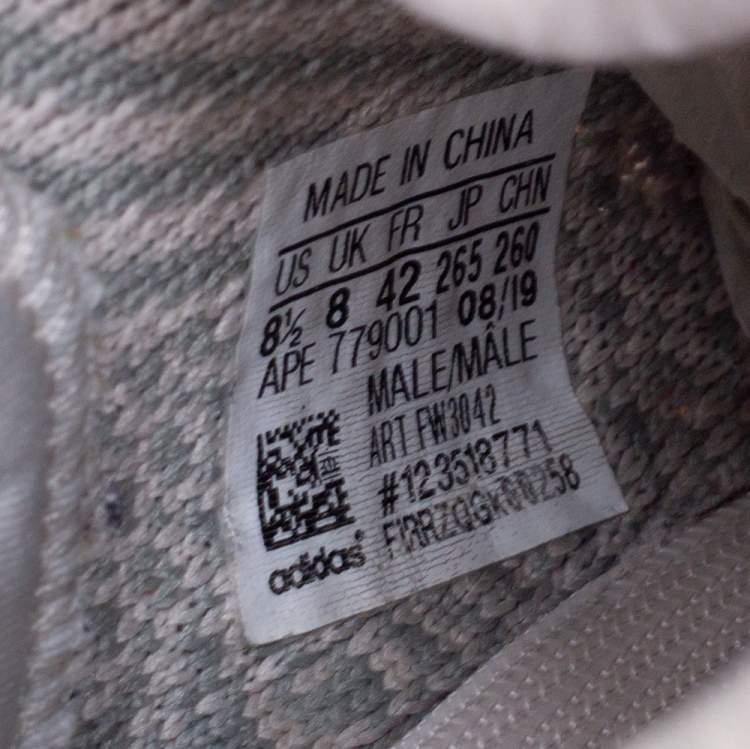 MADE IN CHINA
US UK FR JP CHN
8½ 8 42 265 260
APE 779001 08/19
MALE/MÂLE
ART FW3042
#123518771
adidas®